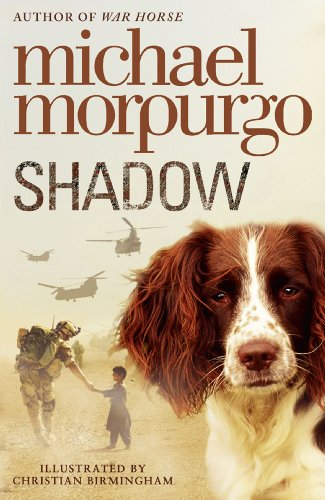 AUTHOR OF WAR HORSE
michael
morpurgo
SHADOW
ILLUSTRATED BY
CHRISTIAN BIRMINGHAM